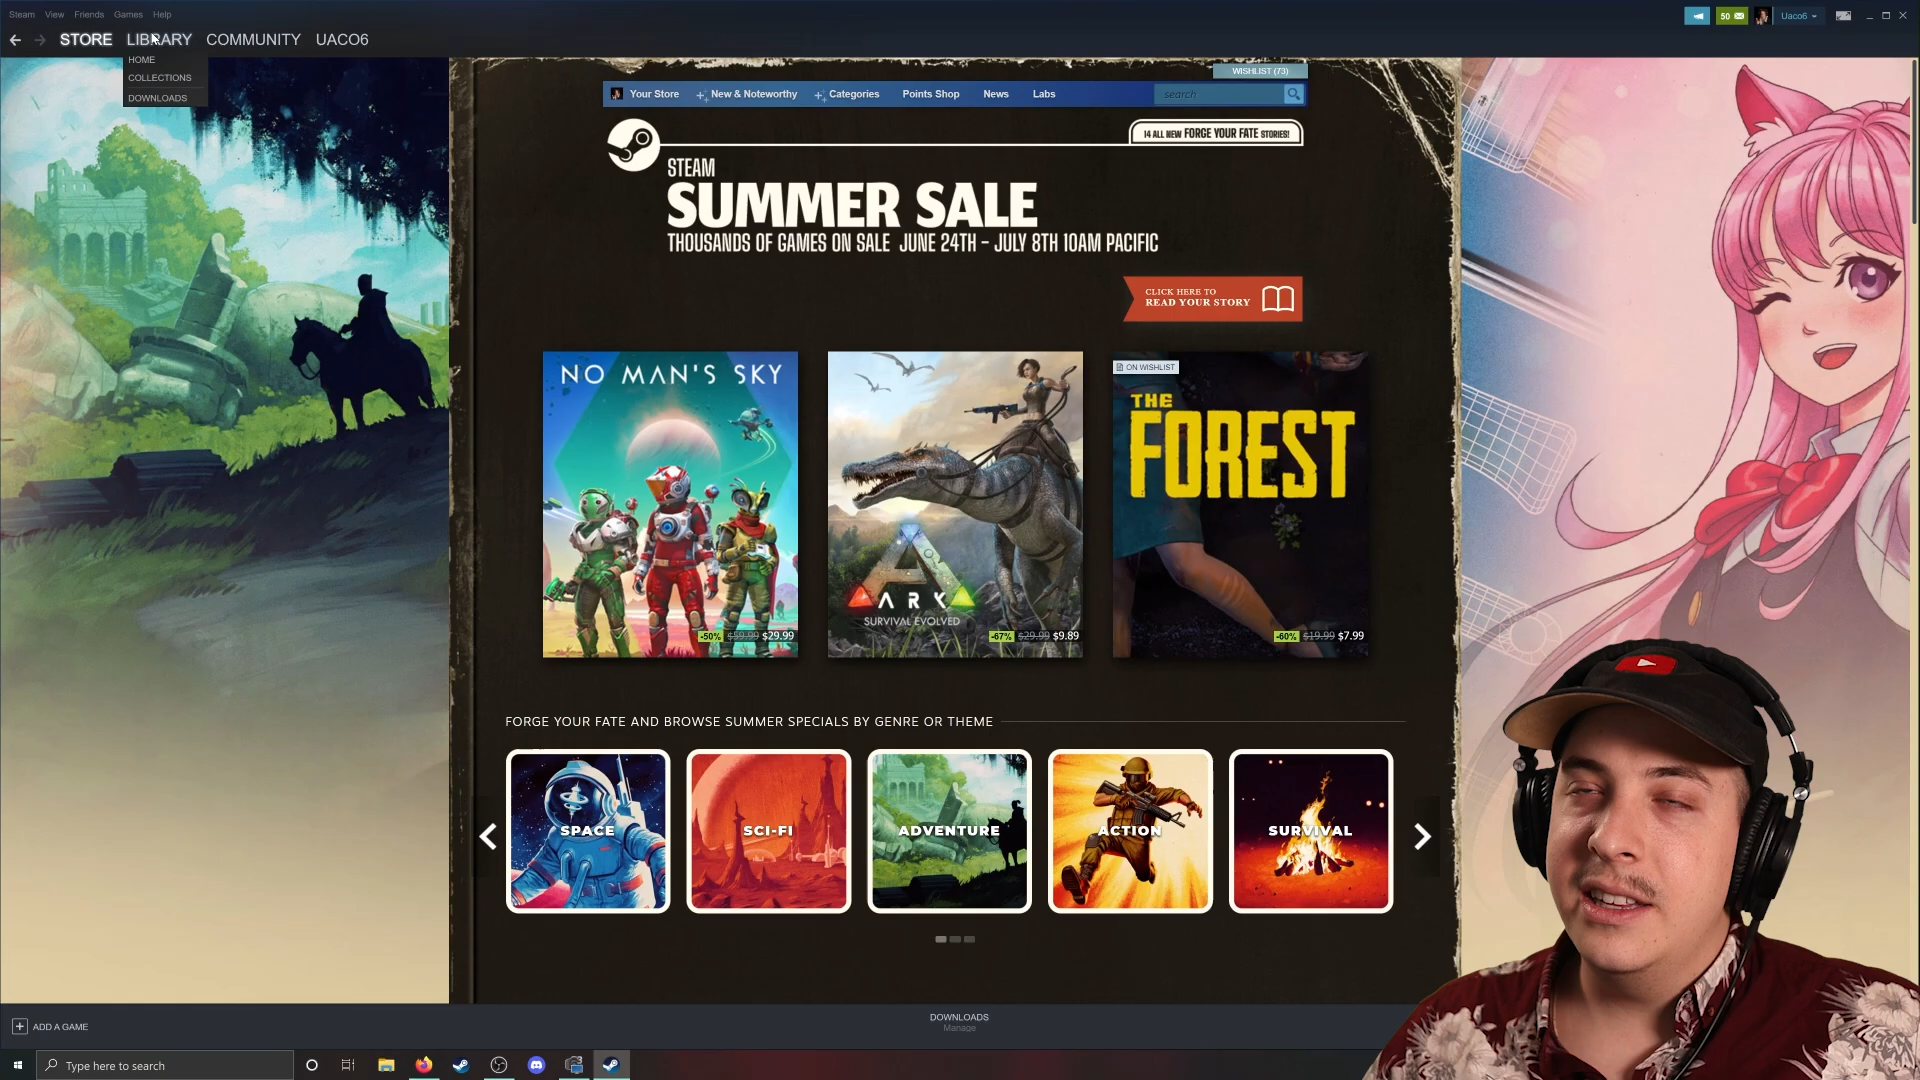 Steam View Friends Games Help
50 Uaco6
STORE LIBRARY COMMUNITY UACO6
HOME
COLLECTIONS
DOWNLOADS
WISHLIST (73)
Your Store New & Noteworthy Categories Points Shop News Labs search
14 ALL NEW FORGE YOUR FATE STORIES!
STEAM
SUMMER SALE
THOUSANDS OF GAMES ON SALE JUNE 24TH - JULY 8TH 10AM PACIFIC
CLICK HERE TO
READ YOUR STORY
NO MAN'S SKY
-50% $59.99 $29.99
ARK
SURVIVAL EVOLVED
-67% $29.99 $9.89
ON WISHLIST
THE
FOREST
-60% $19.99 $7.99
FORGE YOUR FATE AND BROWSE SUMMER SPECIALS BY GENRE OR THEME
SPACE
SCI-FI
ADVENTURE
ACTION
SURVIVAL
ADD A GAME
DOWNLOADS
Manage
Type here to search